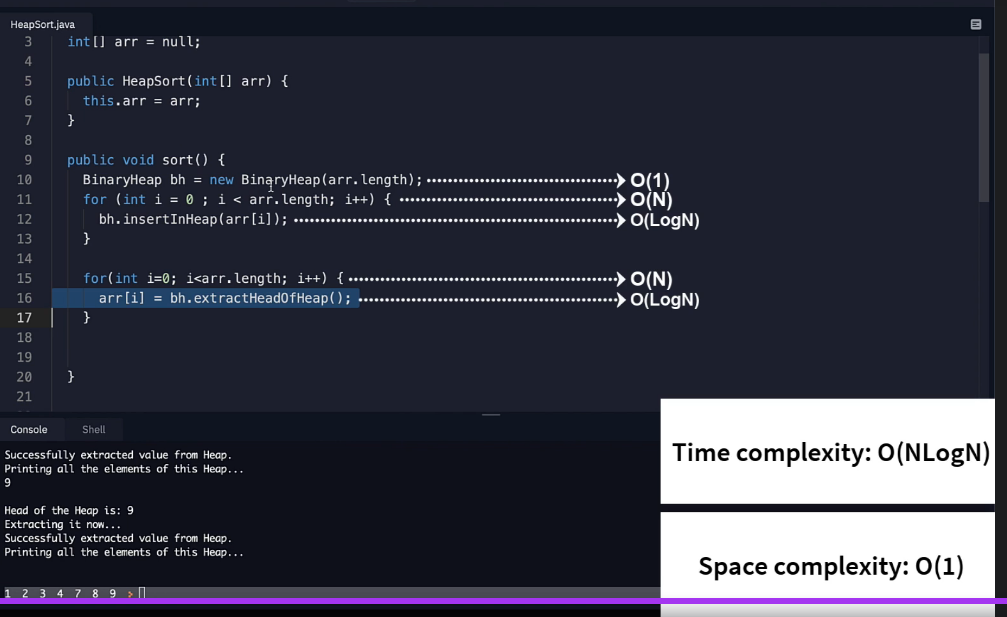 HeapSort.java
3 int[] arr = null;
4
5 public HeapSort(int[] arr) {
6 this.arr = arr;
7 }
8
9 public void sort() {
10 BinaryHeap bh = new BinaryHeap(arr.length); O(1)
11 for (int i = 0 ; i < arr.length; i++) { O(N)
12 bh.insertInHeap(arr[i]); O(LogN)
13 }
14
15 for(int i=0; i<arr.length; i++) { O(N)
16 arr[i] = bh.extractHeadOfHeap(); O(LogN)
17 }
18
19
20 }
21
Console Shell
Successfully extracted value from Heap.
Printing all the elements of this Heap...
9
Head of the Heap is: 9
Extracting it now...
Successfully extracted value from Heap.
Printing all the elements of this Heap...
1 2 3 4 7 8 9 >
Time complexity: O(NLogN)
Space complexity: O(1)